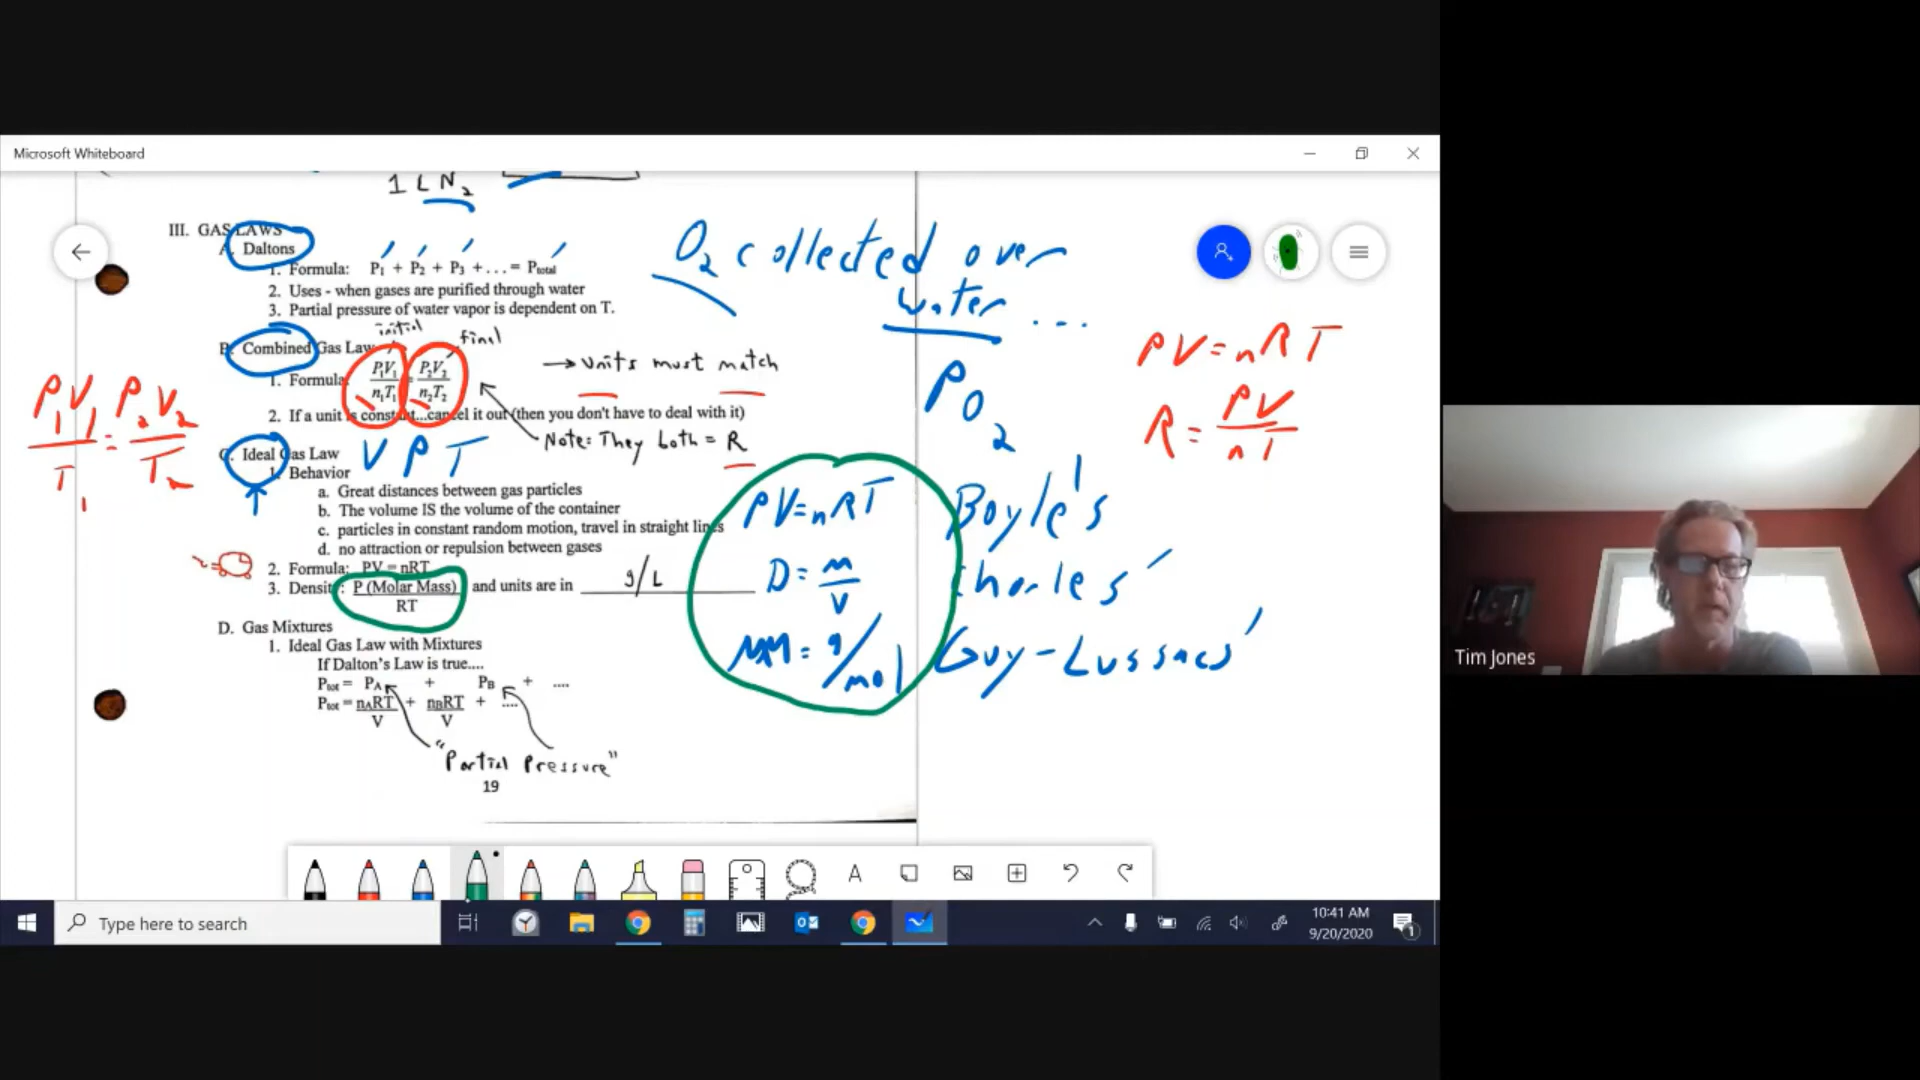 Microsoft Whiteboard
1 L N₂
III. GAS LAWS
A. Daltons
1. Formula: P₁ + P₂ + P₃ + . . . = Ptotal
2. Uses - when gases are purified through water
3. Partial pressure of water vapor is dependent on T.
O₂ collected over
water ...
PO₂
initial
final
B. Combined Gas Law
1. Formula: P₁V₁ = P₂V₂
n₁T₁ n₂T₂
→ units must match
2. If a unit is constant...cancel it out (then you don't have to deal with it)
Note: They both = R
P₁V₁ = P₂V₂
T₁ T₂
PV=nRT
R= PV
nT
C. Ideal Gas Law
V P T
1. Behavior
a. Great distances between gas particles
b. The volume IS the volume of the container
c. particles in constant random motion, travel in straight lines
d. no attraction or repulsion between gases
2. Formula: PV = nRT
3. Density: P (Molar Mass) and units are in g/L
RT
PV=nRT
D= m
V
MM= g/mol
Boyle's
Charles'
Guy-Lussacs'
D. Gas Mixtures
1. Ideal Gas Law with Mixtures
If Dalton's Law is true....
Ptot = PA + PB + ....
Ptot = nART + nBRT + ....
V V
"Partial Pressure"
19
Tim Jones
A
Type here to search
10:41 AM
9/20/2020
1